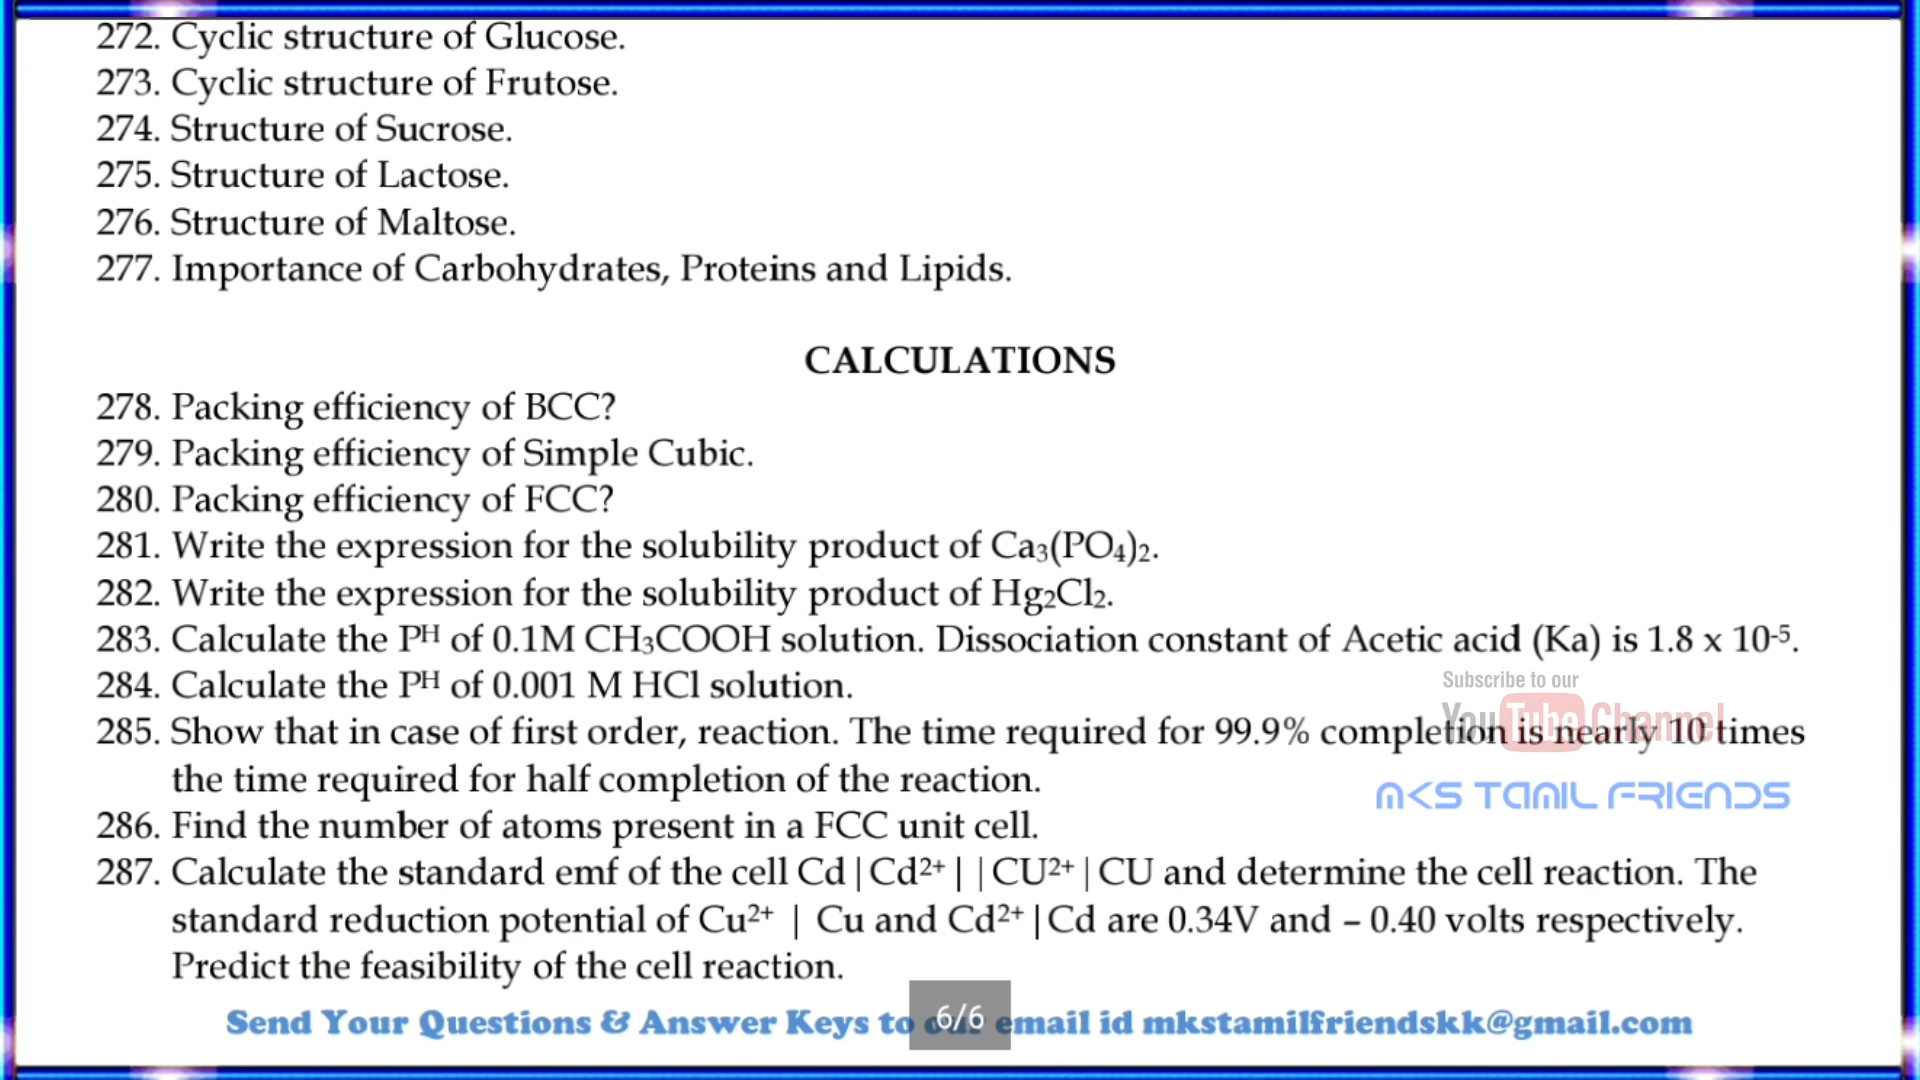 272. Cyclic structure of Glucose.
273. Cyclic structure of Frutose.
274. Structure of Sucrose.
275. Structure of Lactose.
276. Structure of Maltose.
277. Importance of Carbohydrates, Proteins and Lipids.
CALCULATIONS
278. Packing efficiency of BCC?
279. Packing efficiency of Simple Cubic.
280. Packing efficiency of FCC?
281. Write the expression for the solubility product of Ca₃(PO₄)₂.
282. Write the expression for the solubility product of Hg₂Cl₂.
283. Calculate the Pᴴ of 0.1M CH₃COOH solution. Dissociation constant of Acetic acid (Ka) is 1.8 x 10⁻⁵.
Subscribe to our
284. Calculate the Pᴴ of 0.001 M HCl solution.
YouTube Channel
285. Show that in case of first order, reaction. The time required for 99.9% completion is nearly 10 times
the time required for half completion of the reaction.
MKS TAMIL FRIENDS
286. Find the number of atoms present in a FCC unit cell.
287. Calculate the standard emf of the cell Cd|Cd²⁺||CU²⁺|CU and determine the cell reaction. The
standard reduction potential of Cu²⁺ | Cu and Cd²⁺|Cd are 0.34V and – 0.40 volts respectively.
Predict the feasibility of the cell reaction.
Send Your Questions & Answer Keys to our email id mkstamilfriendskk@gmail.com
6/6